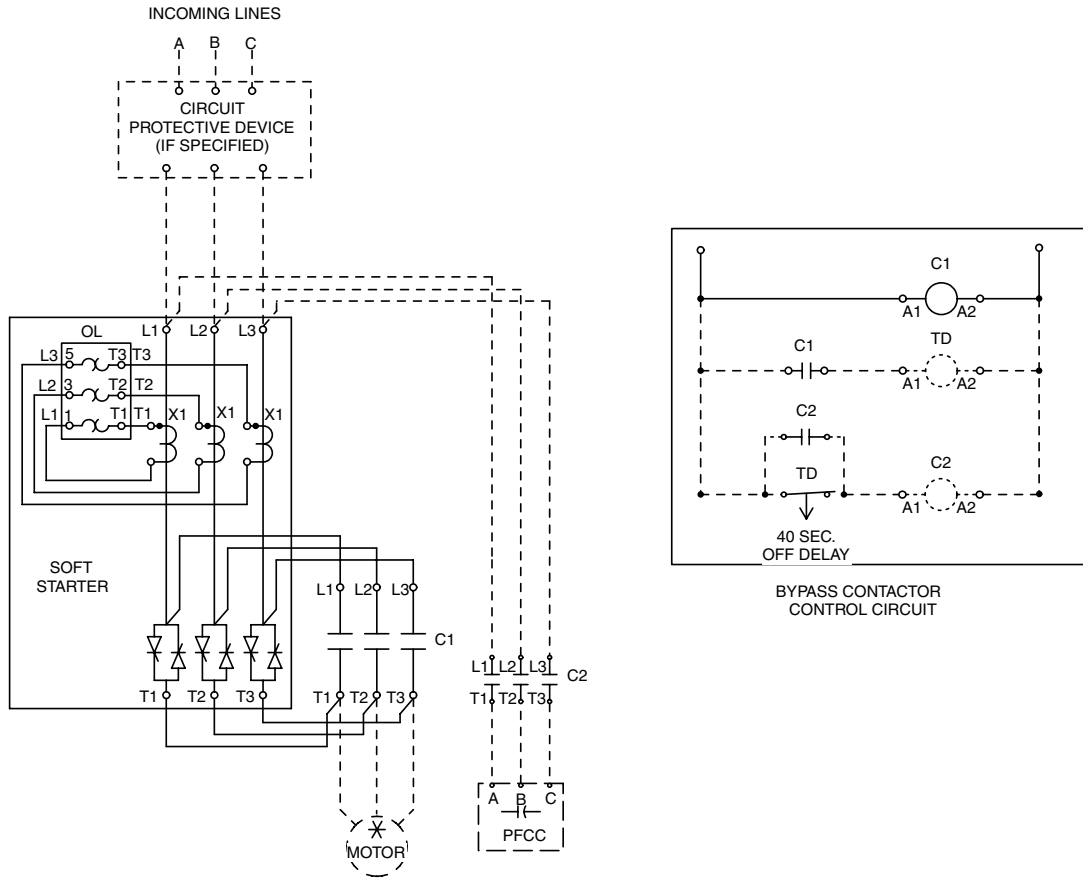 INCOMING LINES
A B C
CIRCUIT
PROTECTIVE DEVICE
(IF SPECIFIED)
L1 L2 L3
OL
L3 5 T3 T3
L2 3 T2 T2
L1 1 T1 T1 X1 X1 X1
SOFT
STARTER
L1 L2 L3
C1
T1 T2 T3
T1 T2 T3
MOTOR
L1 L2 L3
C2
T1 T2 T3
A B C
PFCC
C1
A1 A2
C1
TD
A1 A2
C2
TD
C2
A1 A2
40 SEC.
OFF DELAY
BYPASS CONTACTOR
CONTROL CIRCUIT